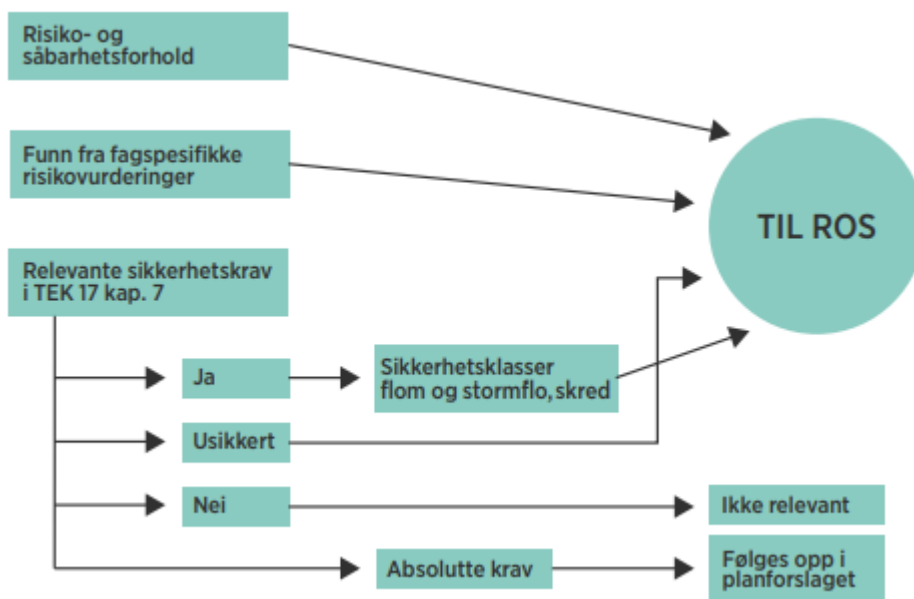 Risiko- og
såbarhetsforhold
Funn fra fagspesifikke
risikovurderinger
TIL ROS
Relevante sikkerhetskrav
i TEK 17 kap. 7
Ja
Sikkerhetsklasser
flom og stormflo, skred
Usikkert
Nei
Ikke relevant
Absolutte krav
Følges opp i
planforslaget